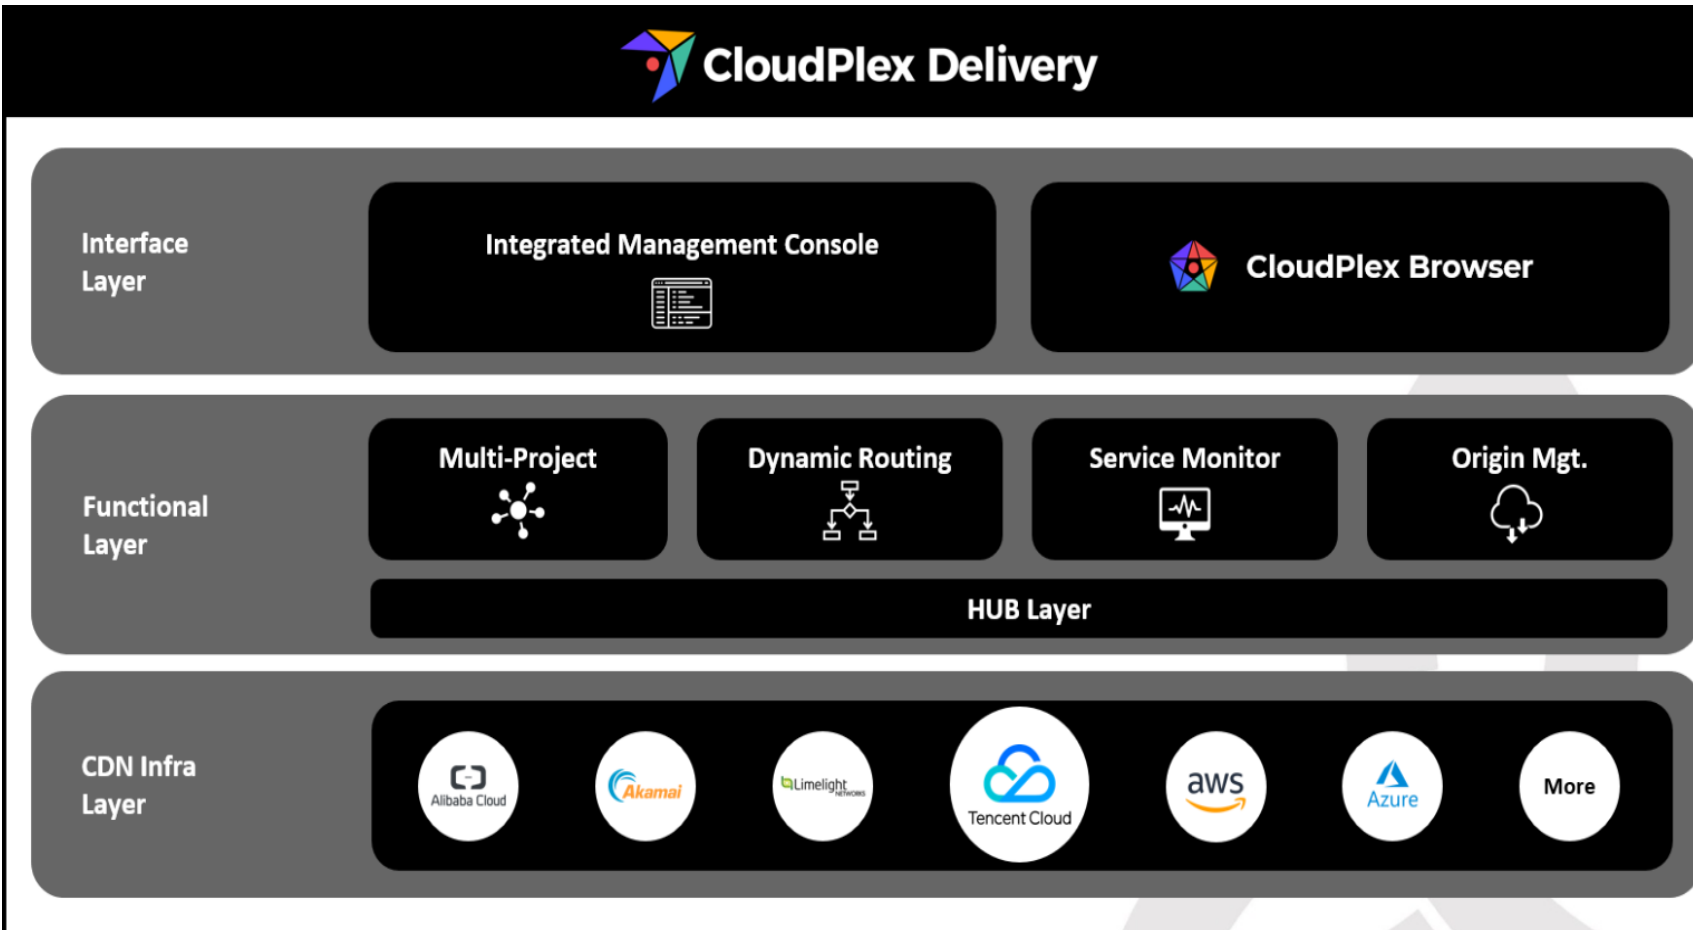 CloudPlex Delivery
Interface
Layer
Integrated Management Console
CloudPlex Browser
Functional
Layer
Multi-Project
Dynamic Routing
Service Monitor
Origin Mgt.
HUB Layer
CDN Infra
Layer
Alibaba Cloud
Akamai
Limelight
NETWORKS
Tencent Cloud
aws
Azure
More